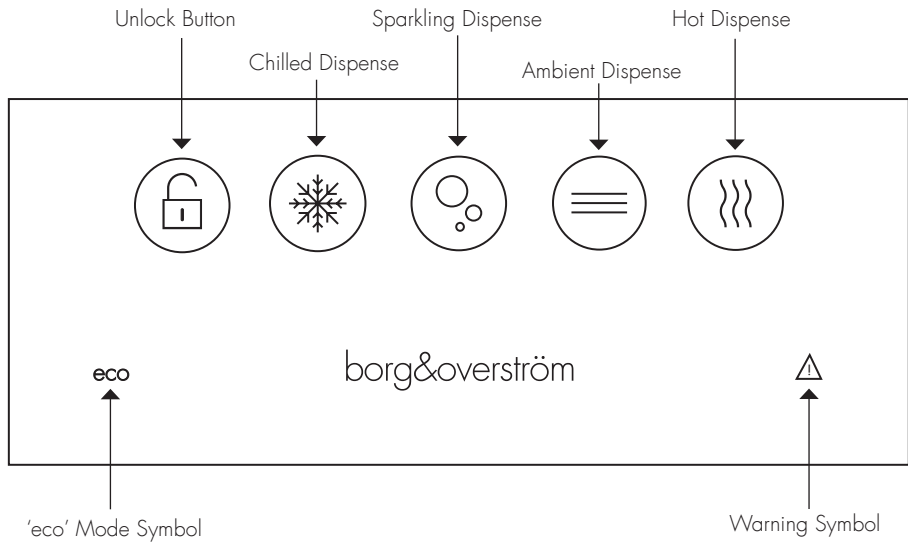 Unlock Button
Sparkling Dispense
Hot Dispense
Chilled Dispense
Ambient Dispense
eco
borg&overström
'eco' Mode Symbol
Warning Symbol